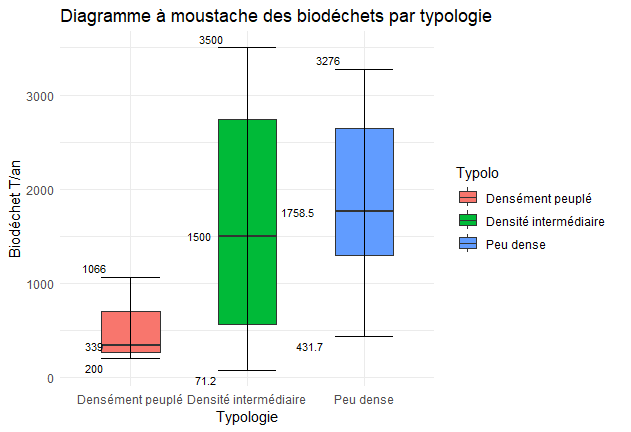 Diagramme à moustache des biodéchets par typologie
3500
3276
3000
2000
1758.5
1500
1066
1000
339
431.7
200
71.2
0
Biodéchet T/an
Densément peuplé
Densité intermédiaire
Peu dense
Typologie
Typolo
Densément peuplé
Densité intermédiaire
Peu dense